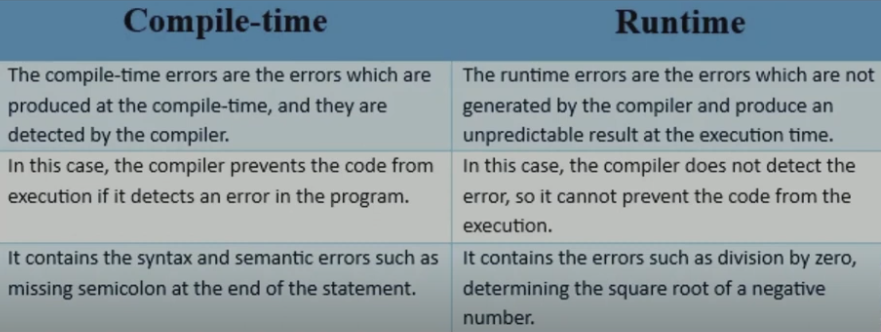 Compile-time Runtime
The compile-time errors are the errors which are
produced at the compile-time, and they are
detected by the compiler.
The runtime errors are the errors which are not
generated by the compiler and produce an
unpredictable result at the execution time.
In this case, the compiler prevents the code from
execution if it detects an error in the program.
In this case, the compiler does not detect the
error, so it cannot prevent the code from the
execution.
It contains the syntax and semantic errors such as
missing semicolon at the end of the statement.
It contains the errors such as division by zero,
determining the square root of a negative
number.